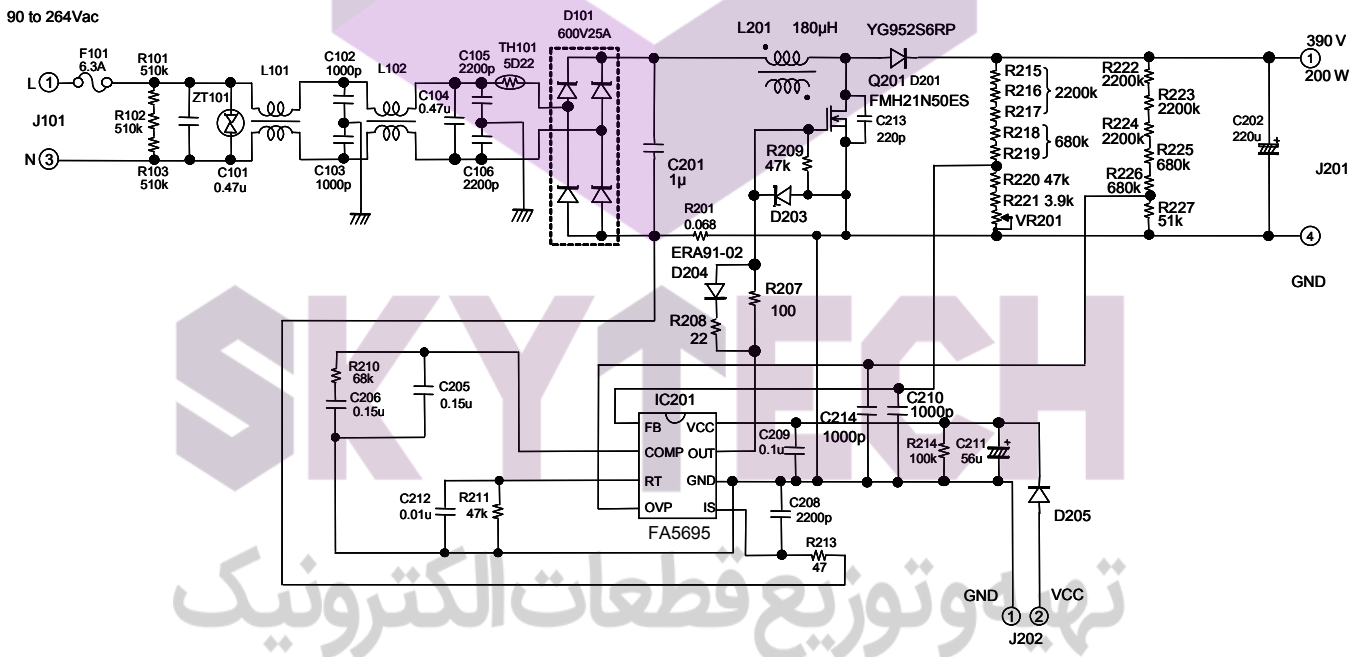 90 to 264Vac
F101
6.3A
L
1
J101
N
3
R101
510k
R102
510k
R103
510k
ZT101
C101
0.47u
L101
C102
1000p
C103
1000p
L102
C104
0.47u
C105
2200p
C106
2200p
TH101
5D22
D101
600V25A
C201
1µ
L201
180µH
YG952S6RP
Q201
D201
FMH21N50ES
C213
220p
R209
47k
D203
R201
0.068
ERA91-02
D204
R207
100
R208
22
R215
R216
R217
2200k
R218
R219
680k
R220 47k
R221 3.9k
VR201
R222
2200k
R223
2200k
R224
2200k
R225
680k
R226
680k
R227
51k
C202
220u
+
390 V
1
200 W
J201
4
GND
R210
68k
C206
0.15u
C205
0.15u
C212
0.01u
R211
47k
IC201
FB
VCC
COMP
OUT
RT
GND
OVP
IS
FA5695
C209
0.1u
C214
1000p
C210
1000p
R214
100k
C211
56u
+
C208
2200p
R213
47
D205
GND
VCC
1
2
J202
SKYTECH
تهیه و توزیع قطعات الکترونیک